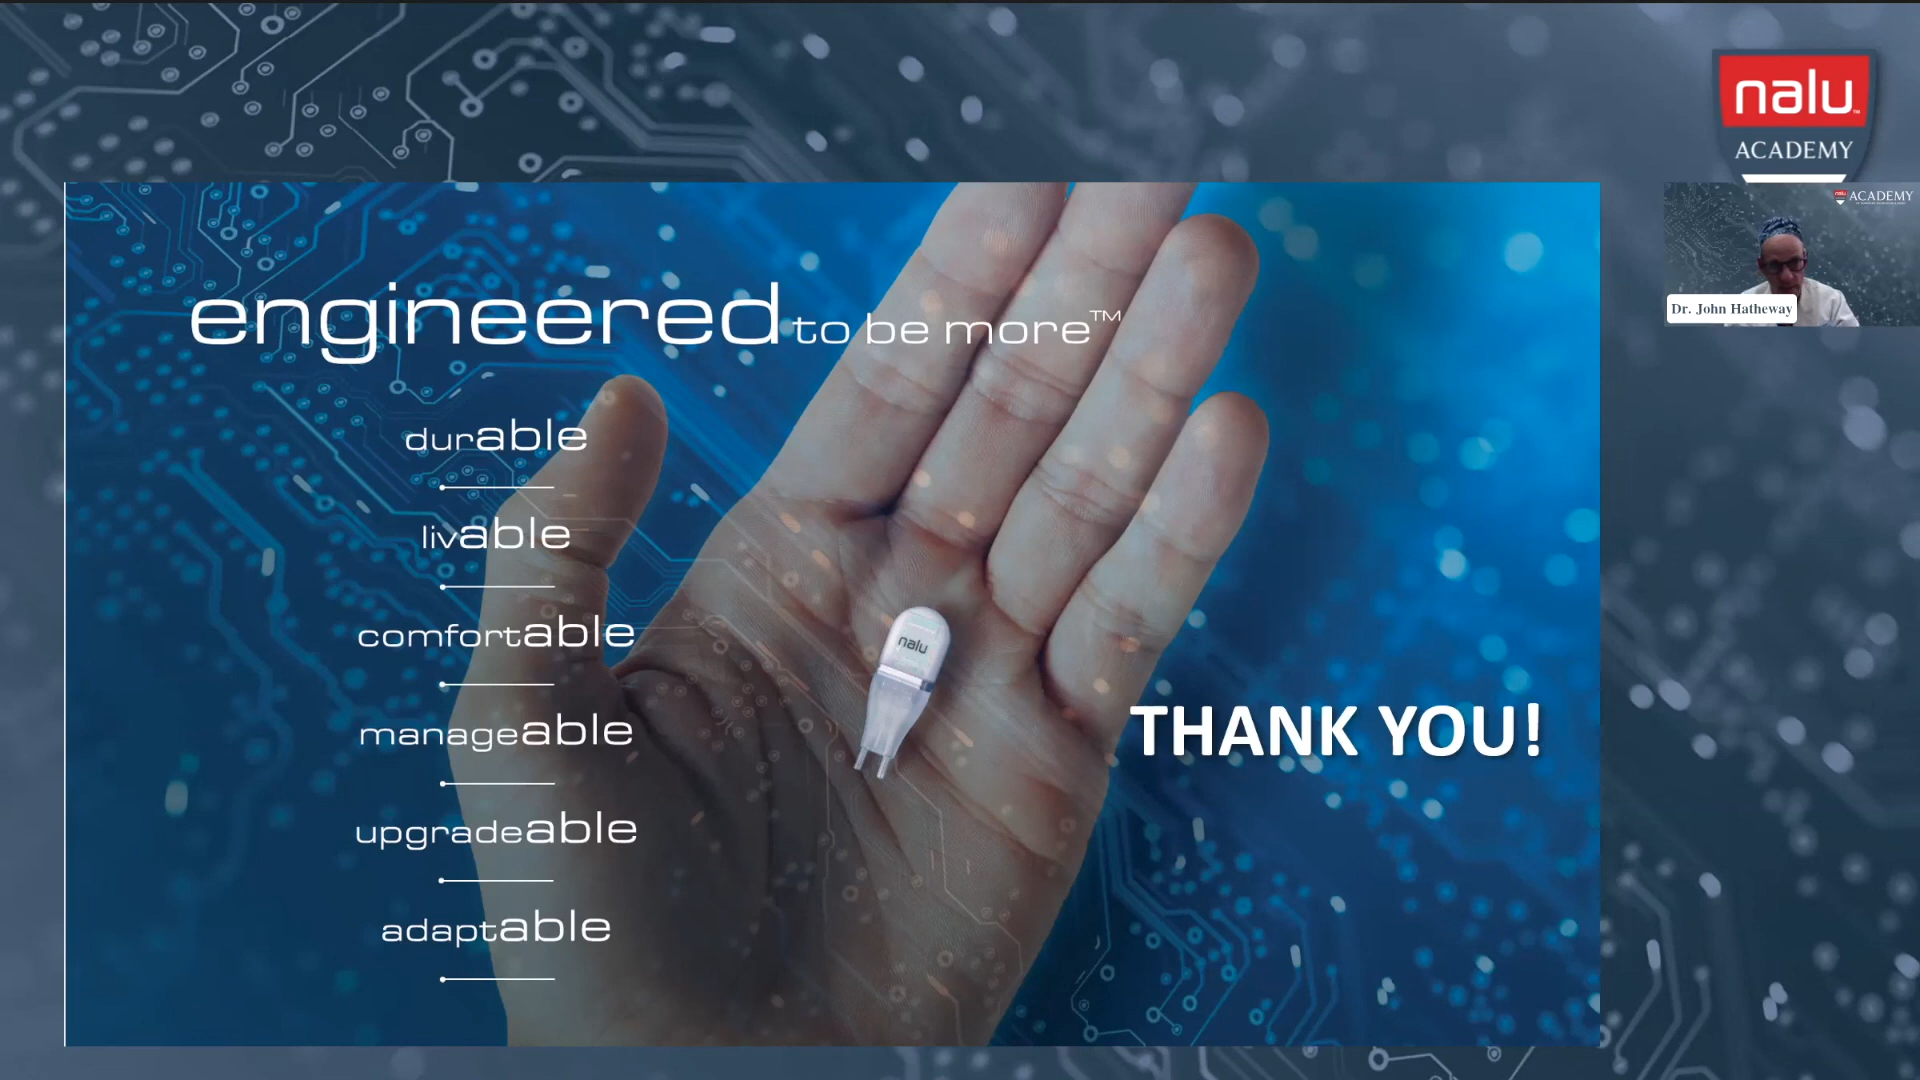 nalu™
ACADEMY
nalu ACADEMY
Dr. John Hatheway
engineered to be more™
durable
livable
comfortable
manageable
upgradeable
adaptable
nalu
THANK YOU!